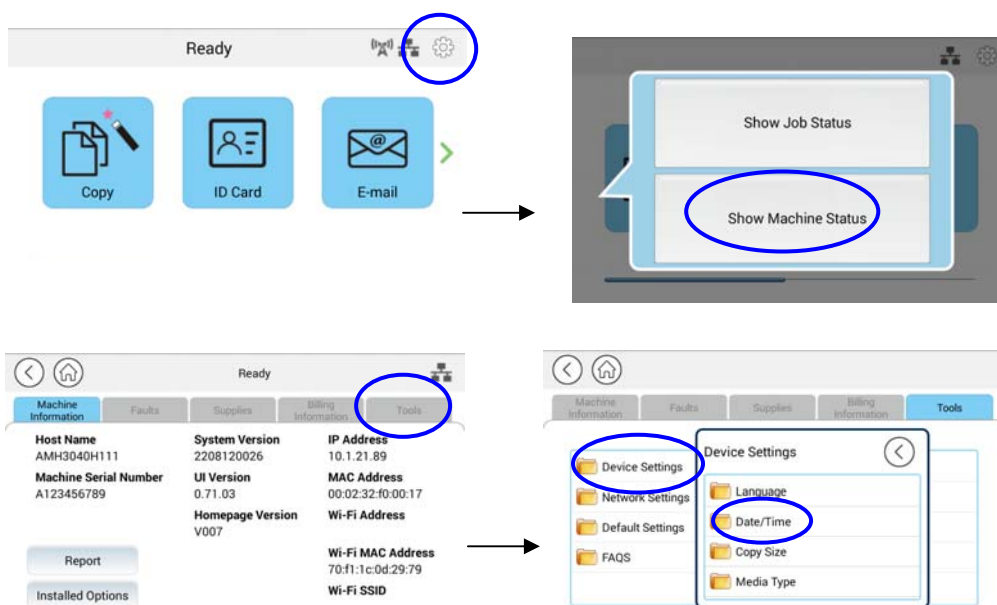 Ready
Copy
ID Card
E-mail
Show Job Status
Show Machine Status
Ready
Machine Information
Faults
Supplies
Billing Information
Tools
Host Name
AMH3040H111
Machine Serial Number
A123456789
System Version
2208120026
UI Version
0.71.03
Homepage Version
V007
IP Address
10.1.21.89
MAC Address
00:02:32:f0:00:17
Wi-Fi Address
Wi-Fi MAC Address
70:f1:1c:0d:29:79
Wi-Fi SSID
Report
Installed Options
Machine Information
Faults
Supplies
Billing Information
Tools
Device Settings
Network Settings
Default Settings
FAQS
Device Settings
Language
Date/Time
Copy Size
Media Type